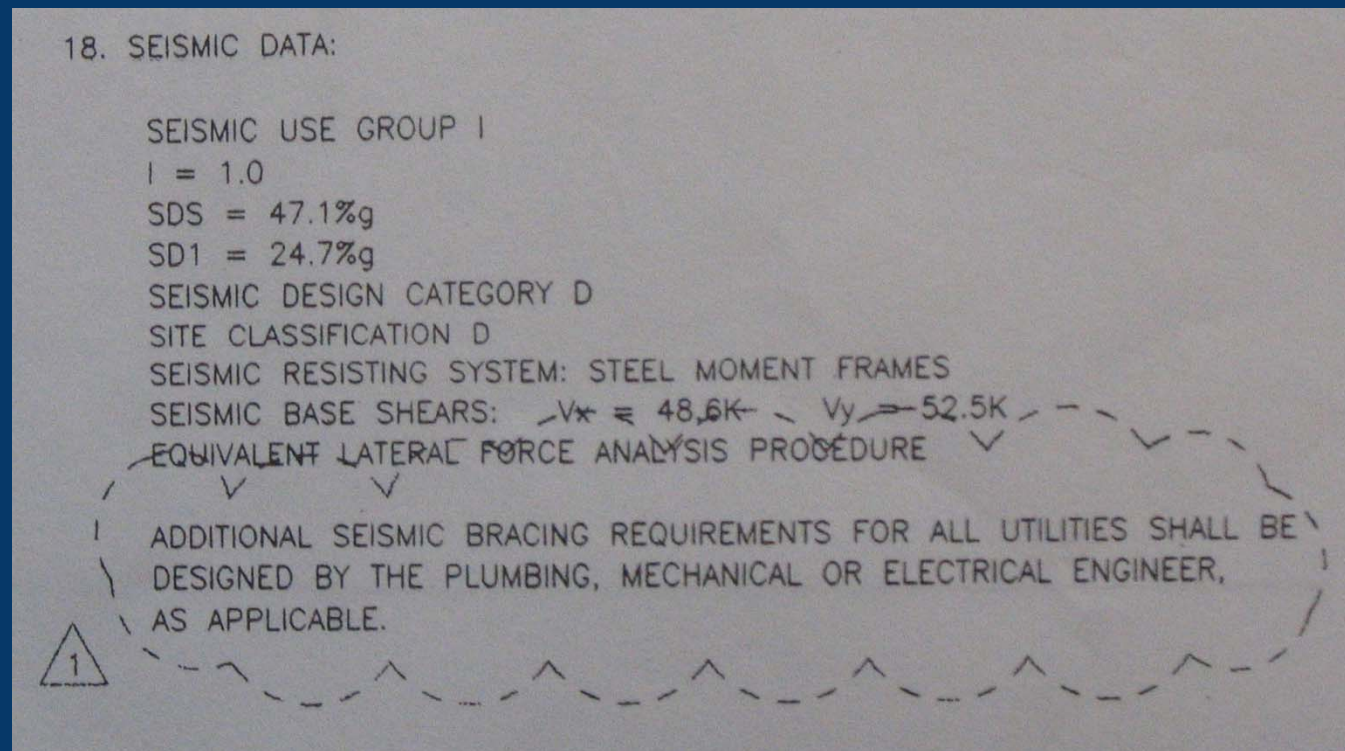 18. SEISMIC DATA:
SEISMIC USE GROUP I
I = 1.0
SDS = 47.1%g
SD1 = 24.7%g
SEISMIC DESIGN CATEGORY D
SITE CLASSIFICATION D
SEISMIC RESISTING SYSTEM: STEEL MOMENT FRAMES
SEISMIC BASE SHEARS: Vx = 48.6K Vy = 52.5K
EQUIVALENT LATERAL FORCE ANALYSIS PROCEDURE
ADDITIONAL SEISMIC BRACING REQUIREMENTS FOR ALL UTILITIES SHALL BE
DESIGNED BY THE PLUMBING, MECHANICAL OR ELECTRICAL ENGINEER,
AS APPLICABLE.
1